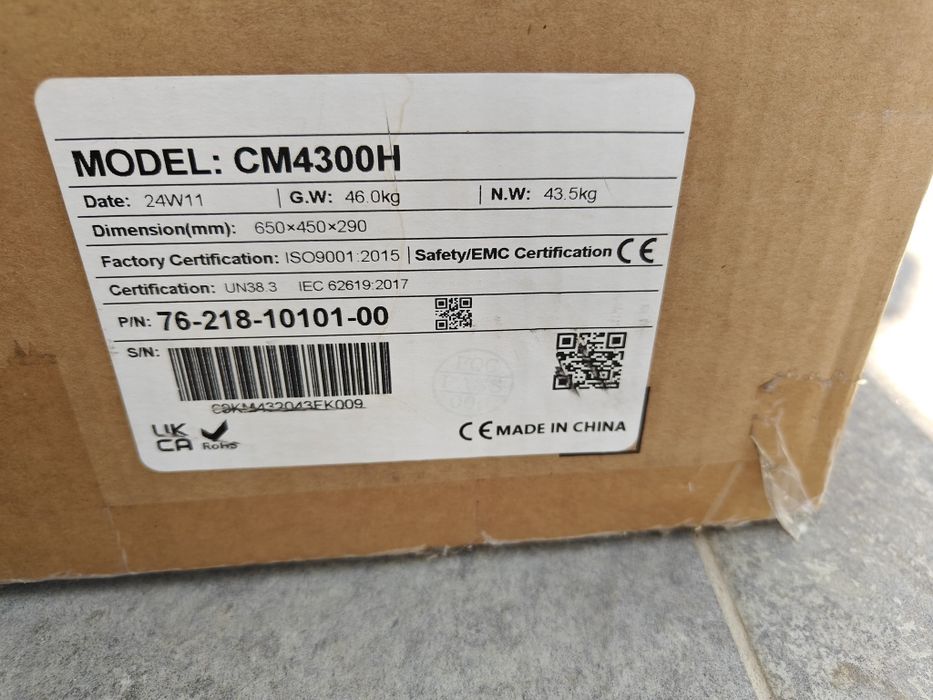 MODEL: CM4300H
Date: 24W11 | G.W: 46.0kg | N.W: 43.5kg
Dimension(mm): 650×450×290
Factory Certification: ISO9001:2015 | Safety/EMC Certification CE
Certification: UN38.3 IEC 62619:2017
P/N: 76-218-10101-00
S/N:
UK
CA RoHS
CE MADE IN CHINA